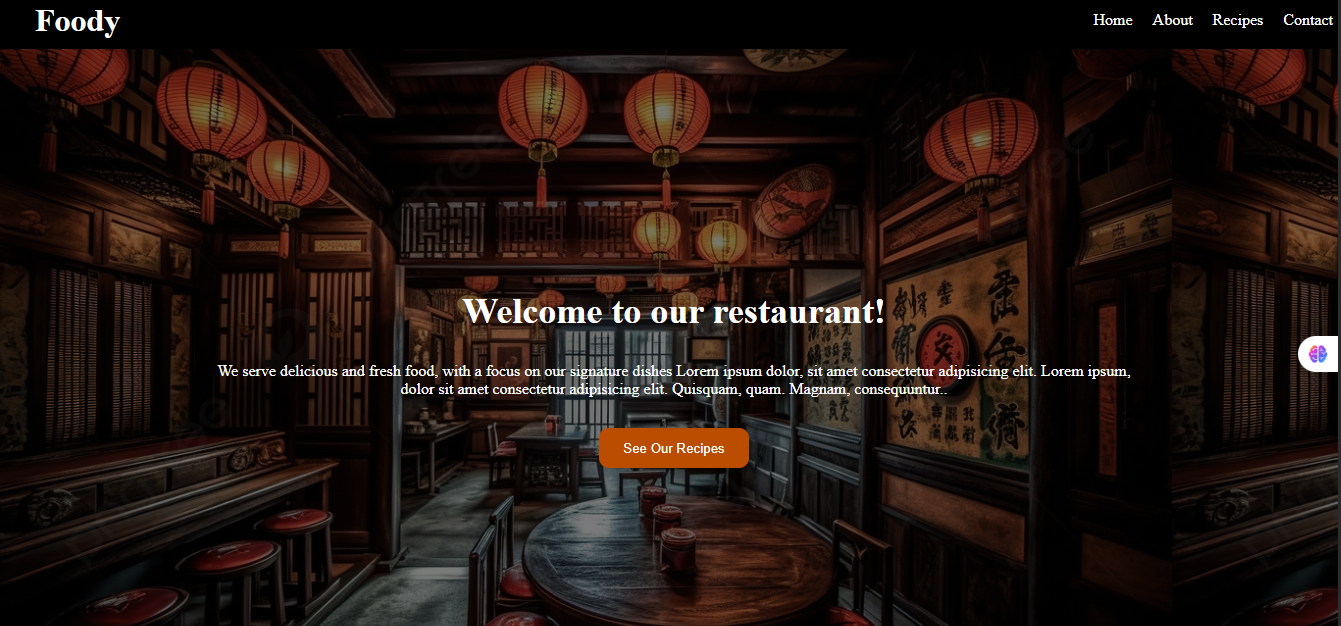 Foody
Home About Recipes Contact
Welcome to our restaurant!
We serve delicious and fresh food, with a focus on our signature dishes Lorem ipsum dolor, sit amet consectetur adipisicing elit. Lorem ipsum,
dolor sit amet consectetur adipisicing elit. Quisquam, quam. Magnam, consequuntur..
See Our Recipes